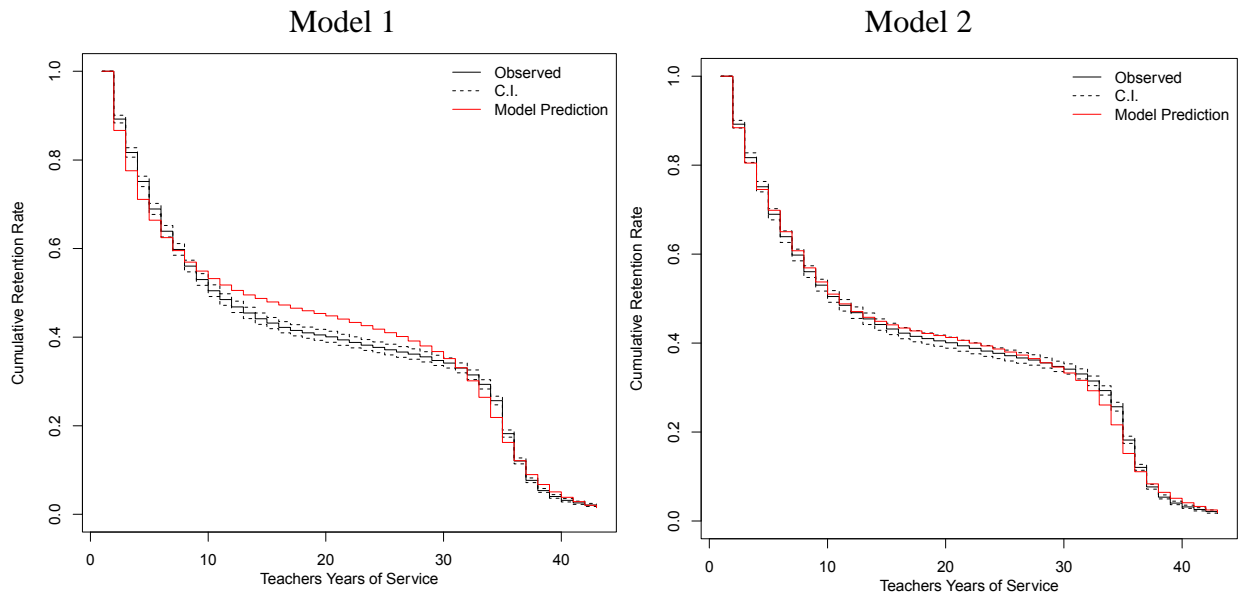 Model 1
Observed
C.I.
Model Prediction
1.0
0.8
0.6
0.4
0.2
0.0
Cumulative Retention Rate
0 10 20 30 40
Teachers Years of Service
Model 2
Observed
C.I.
Model Prediction
1.0
0.8
0.6
0.4
0.2
0.0
Cumulative Retention Rate
0 10 20 30 40
Teachers Years of Service